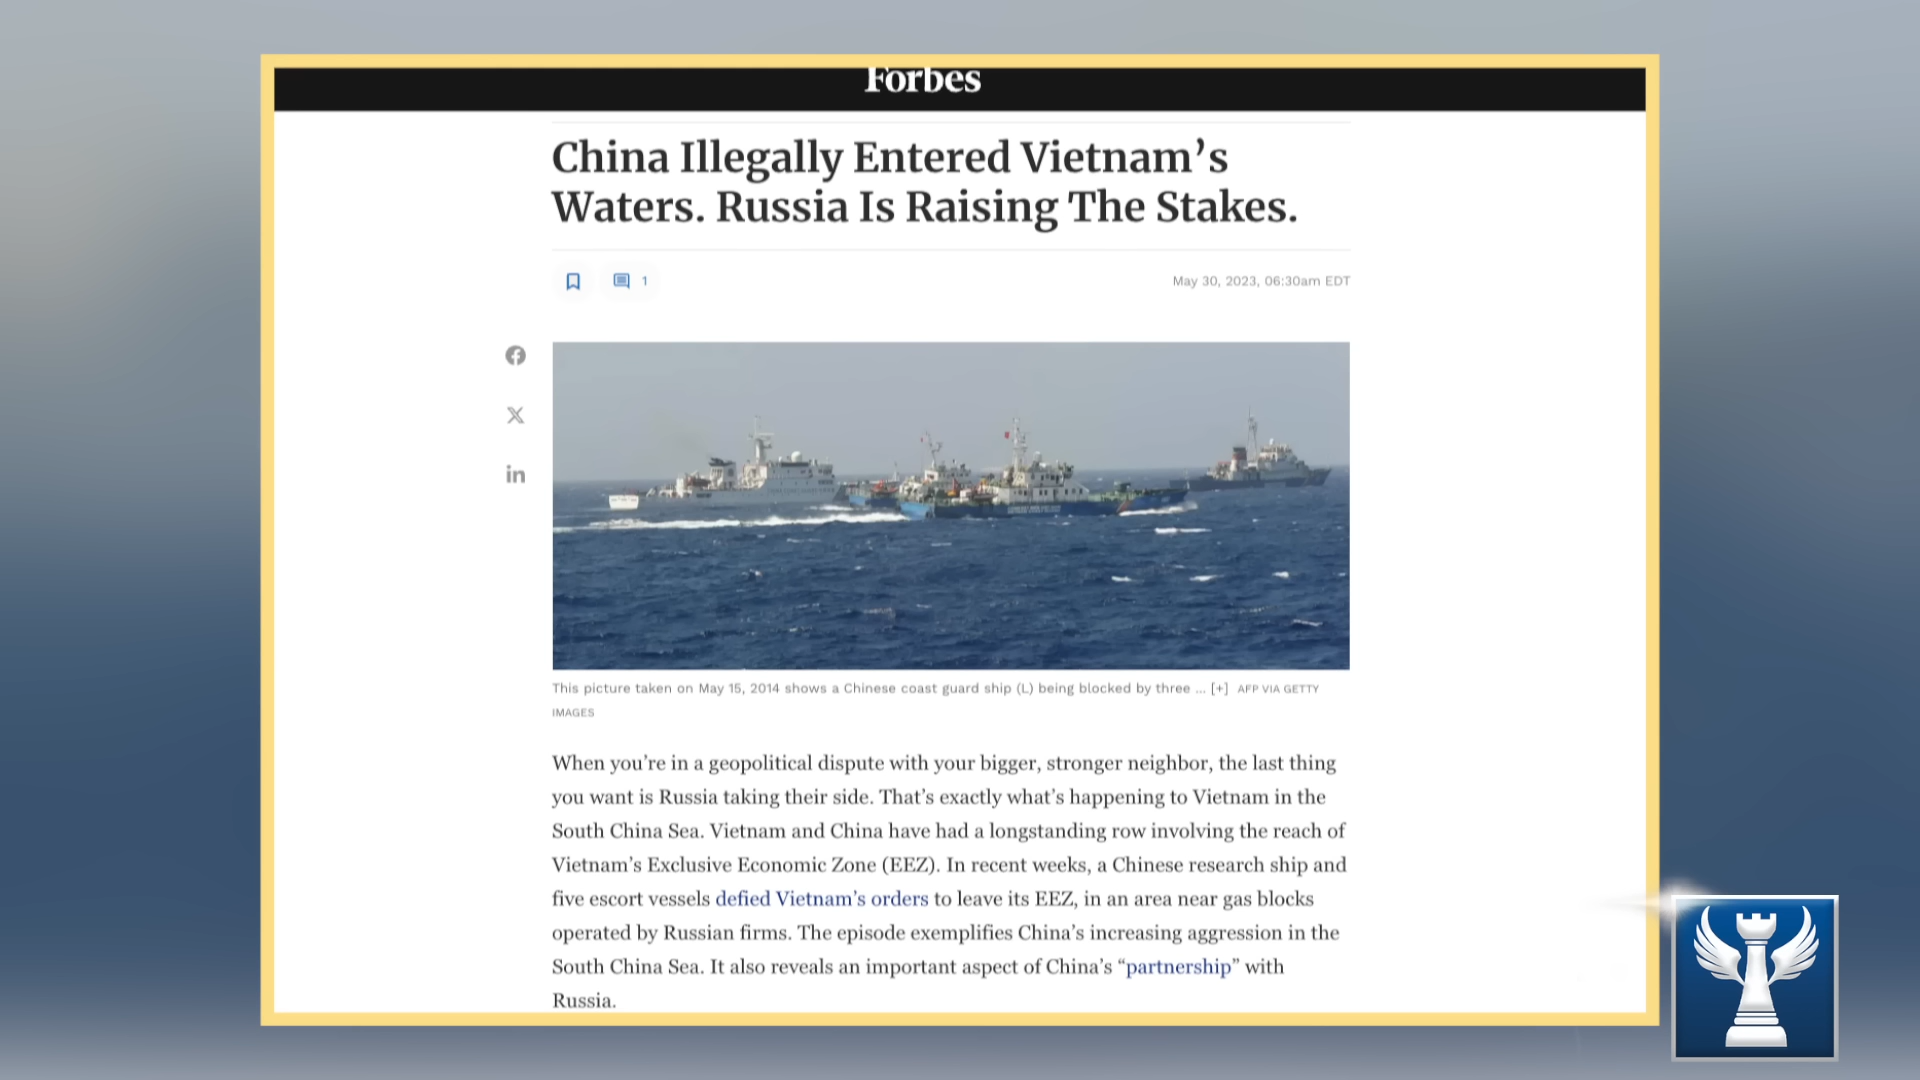 Forbes
China Illegally Entered Vietnam’s
Waters. Russia Is Raising The Stakes.
1
May 30, 2023, 06:30am EDT
This picture taken on May 15, 2014 shows a Chinese coast guard ship (L) being blocked by three ... [+] AFP VIA GETTY
IMAGES
When you’re in a geopolitical dispute with your bigger, stronger neighbor, the last thing
you want is Russia taking their side. That’s exactly what’s happening to Vietnam in the
South China Sea. Vietnam and China have had a longstanding row involving the reach of
Vietnam’s Exclusive Economic Zone (EEZ). In recent weeks, a Chinese research ship and
five escort vessels defied Vietnam’s orders to leave its EEZ, in an area near gas blocks
operated by Russian firms. The episode exemplifies China’s increasing aggression in the
South China Sea. It also reveals an important aspect of China’s “partnership” with
Russia.